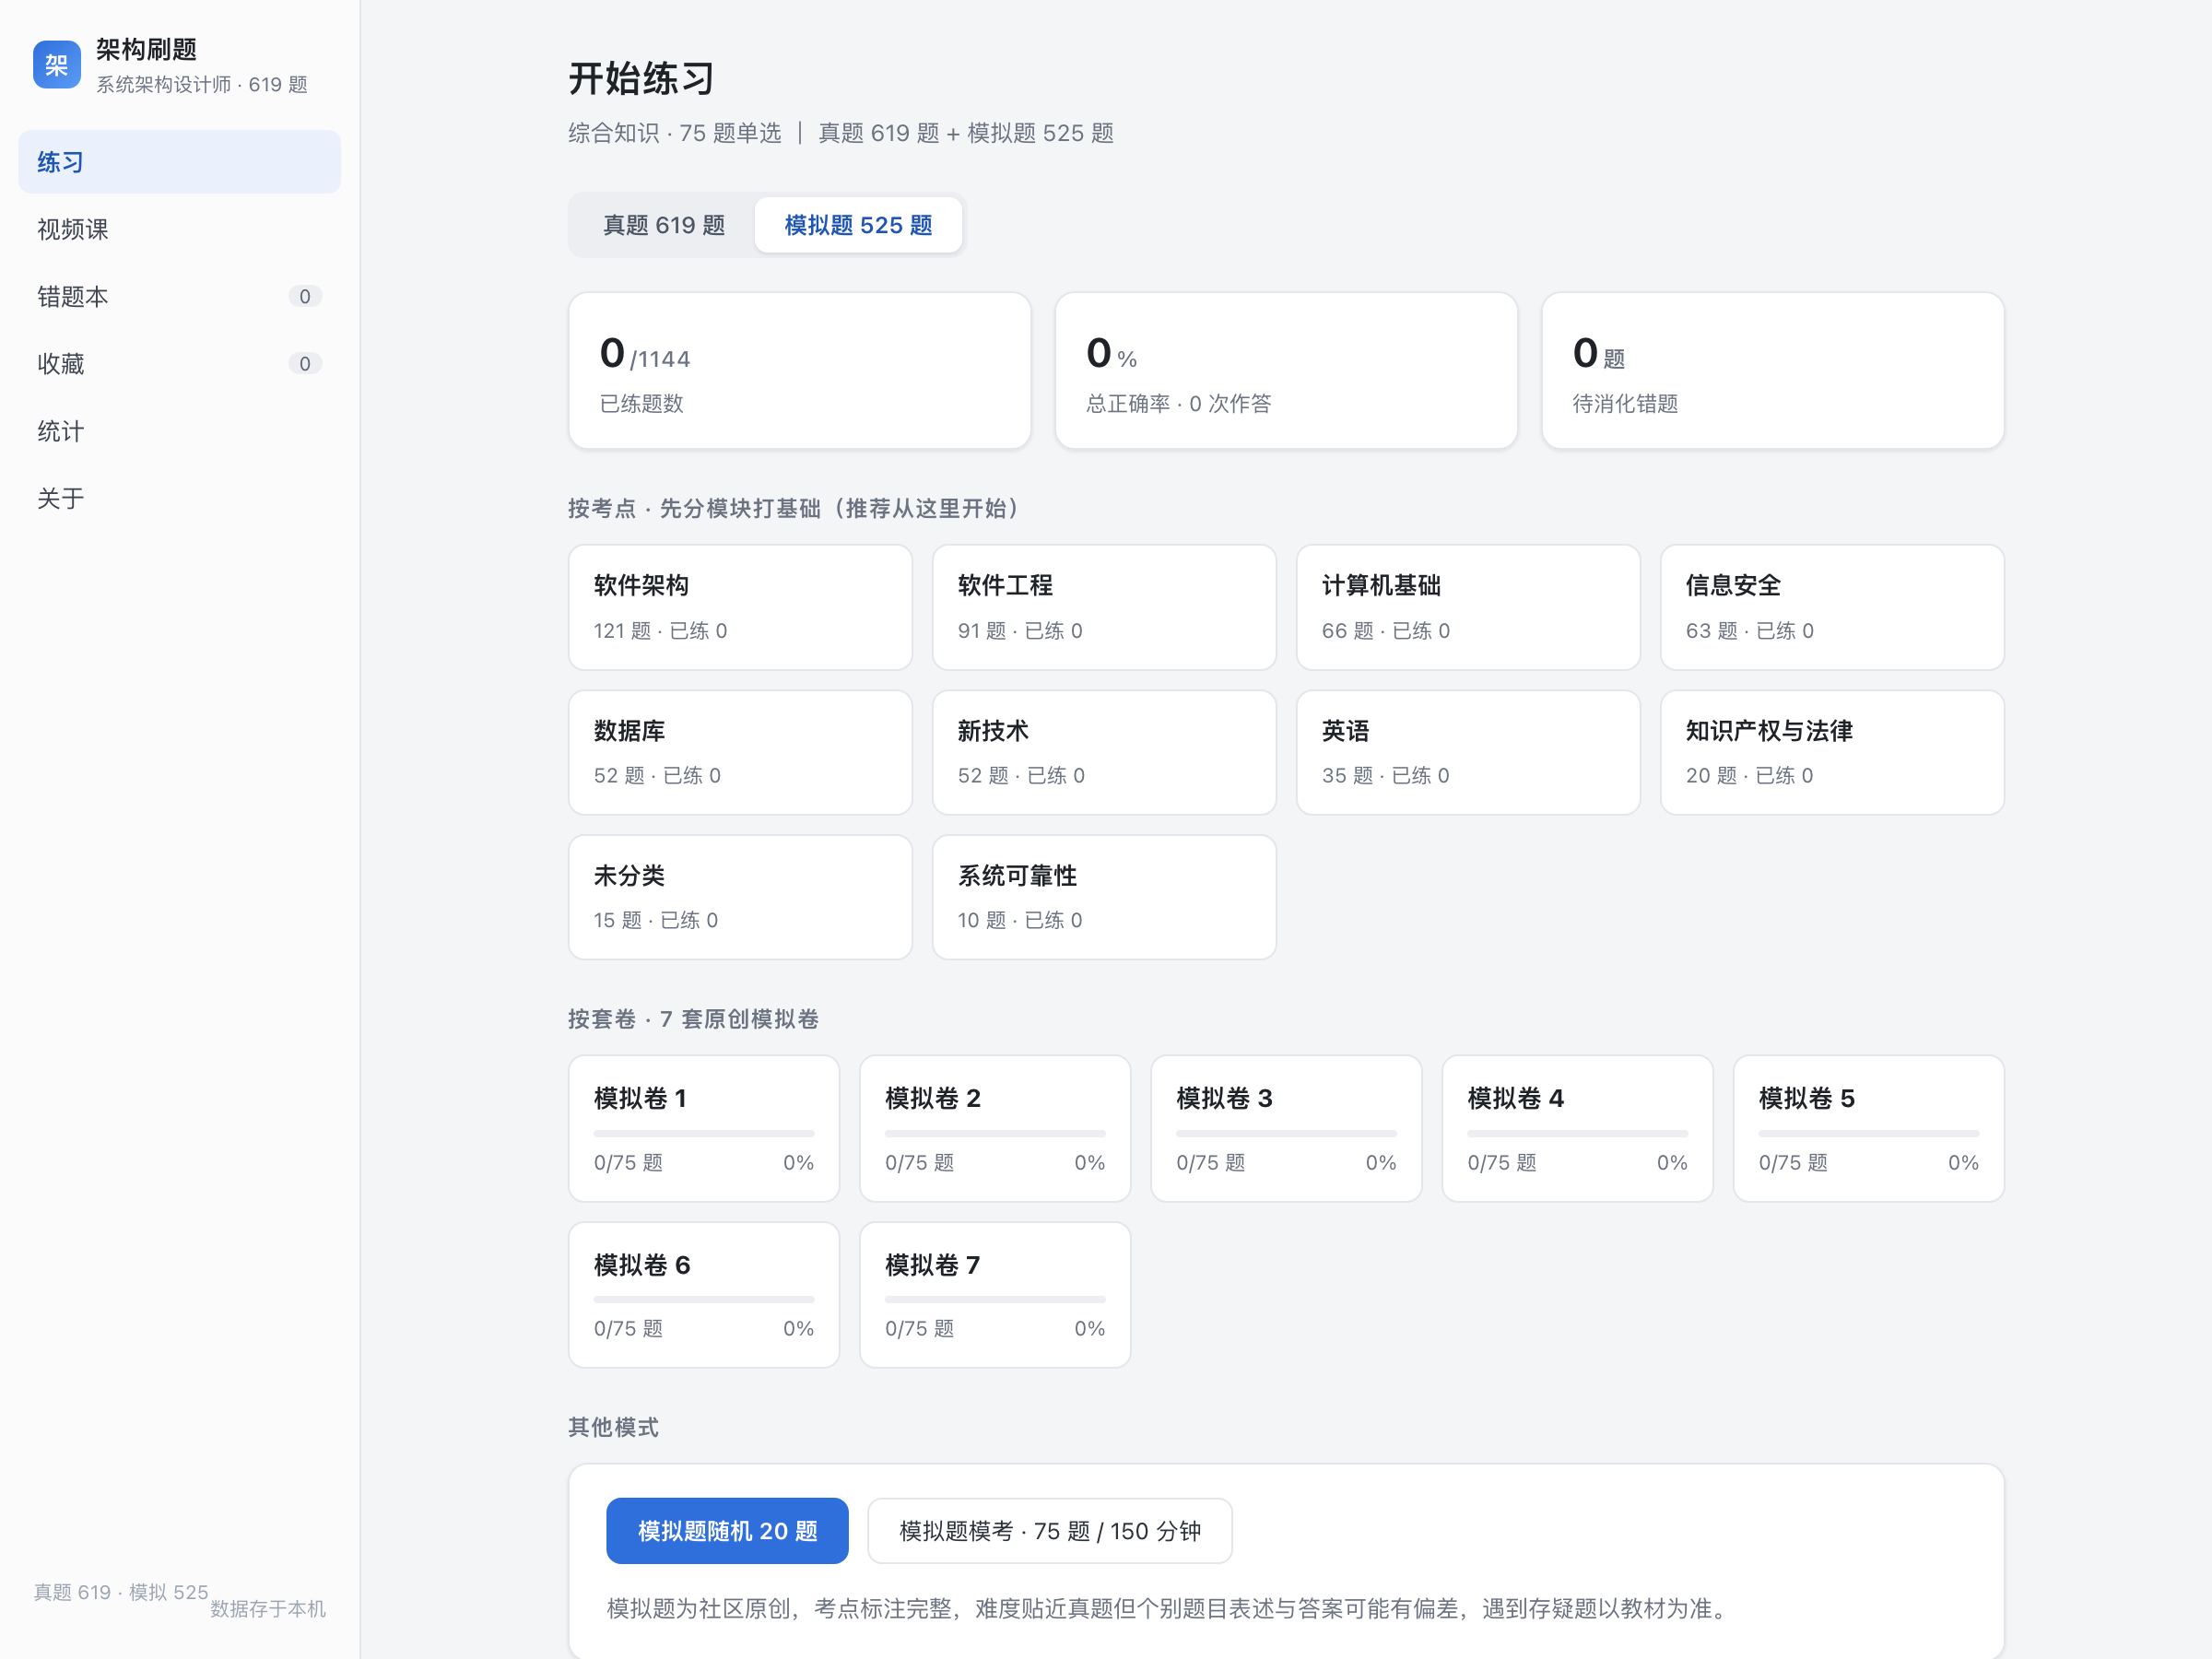 架
架构刷题
系统架构设计师 · 619 题
练习
视频课
错题本 0
收藏 0
统计
关于
真题 619 · 模拟 525
数据存于本机
开始练习
综合知识 · 75 题单选 ｜ 真题 619 题 + 模拟题 525 题
真题 619 题 模拟题 525 题
0/1144
已练题数
0%
总正确率 · 0 次作答
0题
待消化错题
按考点 · 先分模块打基础（推荐从这里开始）
软件架构
121 题 · 已练 0
软件工程
91 题 · 已练 0
计算机基础
66 题 · 已练 0
信息安全
63 题 · 已练 0
数据库
52 题 · 已练 0
新技术
52 题 · 已练 0
英语
35 题 · 已练 0
知识产权与法律
20 题 · 已练 0
未分类
15 题 · 已练 0
系统可靠性
10 题 · 已练 0
按套卷 · 7 套原创模拟卷
模拟卷 1
0/75 题 0%
模拟卷 2
0/75 题 0%
模拟卷 3
0/75 题 0%
模拟卷 4
0/75 题 0%
模拟卷 5
0/75 题 0%
模拟卷 6
0/75 题 0%
模拟卷 7
0/75 题 0%
其他模式
模拟题随机 20 题
模拟题模考 · 75 题 / 150 分钟
模拟题为社区原创，考点标注完整，难度贴近真题但个别题目表述与答案可能有偏差，遇到存疑题以教材为准。